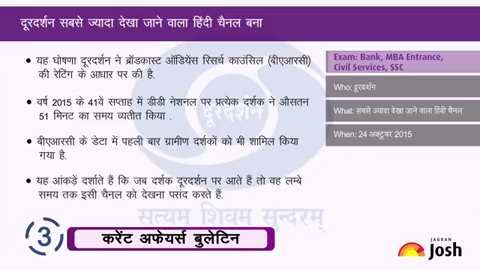 दूरदर्शन सबसे ज्यादा देखा जाने वाला हिंदी चैनल बना
यह घोषणा दूरदर्शन ने ब्रॉडकास्ट ऑडियेंस रिसर्च काउंसिल (बीएआरसी)
की रेटिंग के आधार पर की है.
वर्ष 2015 के 41वें सप्ताह में डीडी नेशनल पर प्रत्येक दर्शक ने औसतन
51 मिनट का समय व्यतीत किया .
बीएआरसी के डेटा में पहली बार ग्रामीण दर्शकों को भी शामिल किया
गया है.
यह आंकड़ें दर्शाते हैं कि जब दर्शक दूरदर्शन पर आते हैं तो वह लम्बे
समय तक इसी चैनल को देखना पसंद करते हैं.
Exam: Bank, MBA Entrance,
Civil Services, SSC
Who: दूरदर्शन
What: सबसे ज्यादा देखा जाने वाला हिंदी चैनल
When: 24 अक्टूबर 2015
दूरदर्शन
सत्यम शिवम सुन्दरम्
3 करेंट अफेयर्स बुलेटिन
JAGRAN
Josh